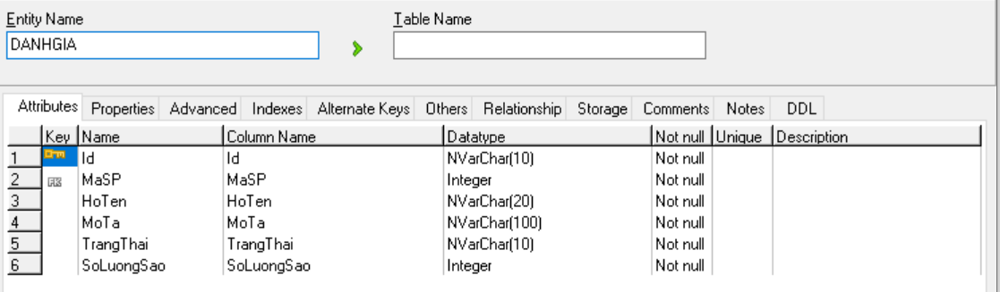 Entity Name Table Name
DANHGIA
Attributes Properties Advanced Indexes Alternate Keys Others Relationship Storage Comments Notes DDL
Key Name Column Name Datatype Not null Unique Description
1 Id Id NVarChar(10) Not null
2 FK MaSP MaSP Integer Not null
3 HoTen HoTen NVarChar(20) Not null
4 MoTa MoTa NVarChar(100) Not null
5 TrangThai TrangThai NVarChar(10) Not null
6 SoLuongSao SoLuongSao Integer Not null